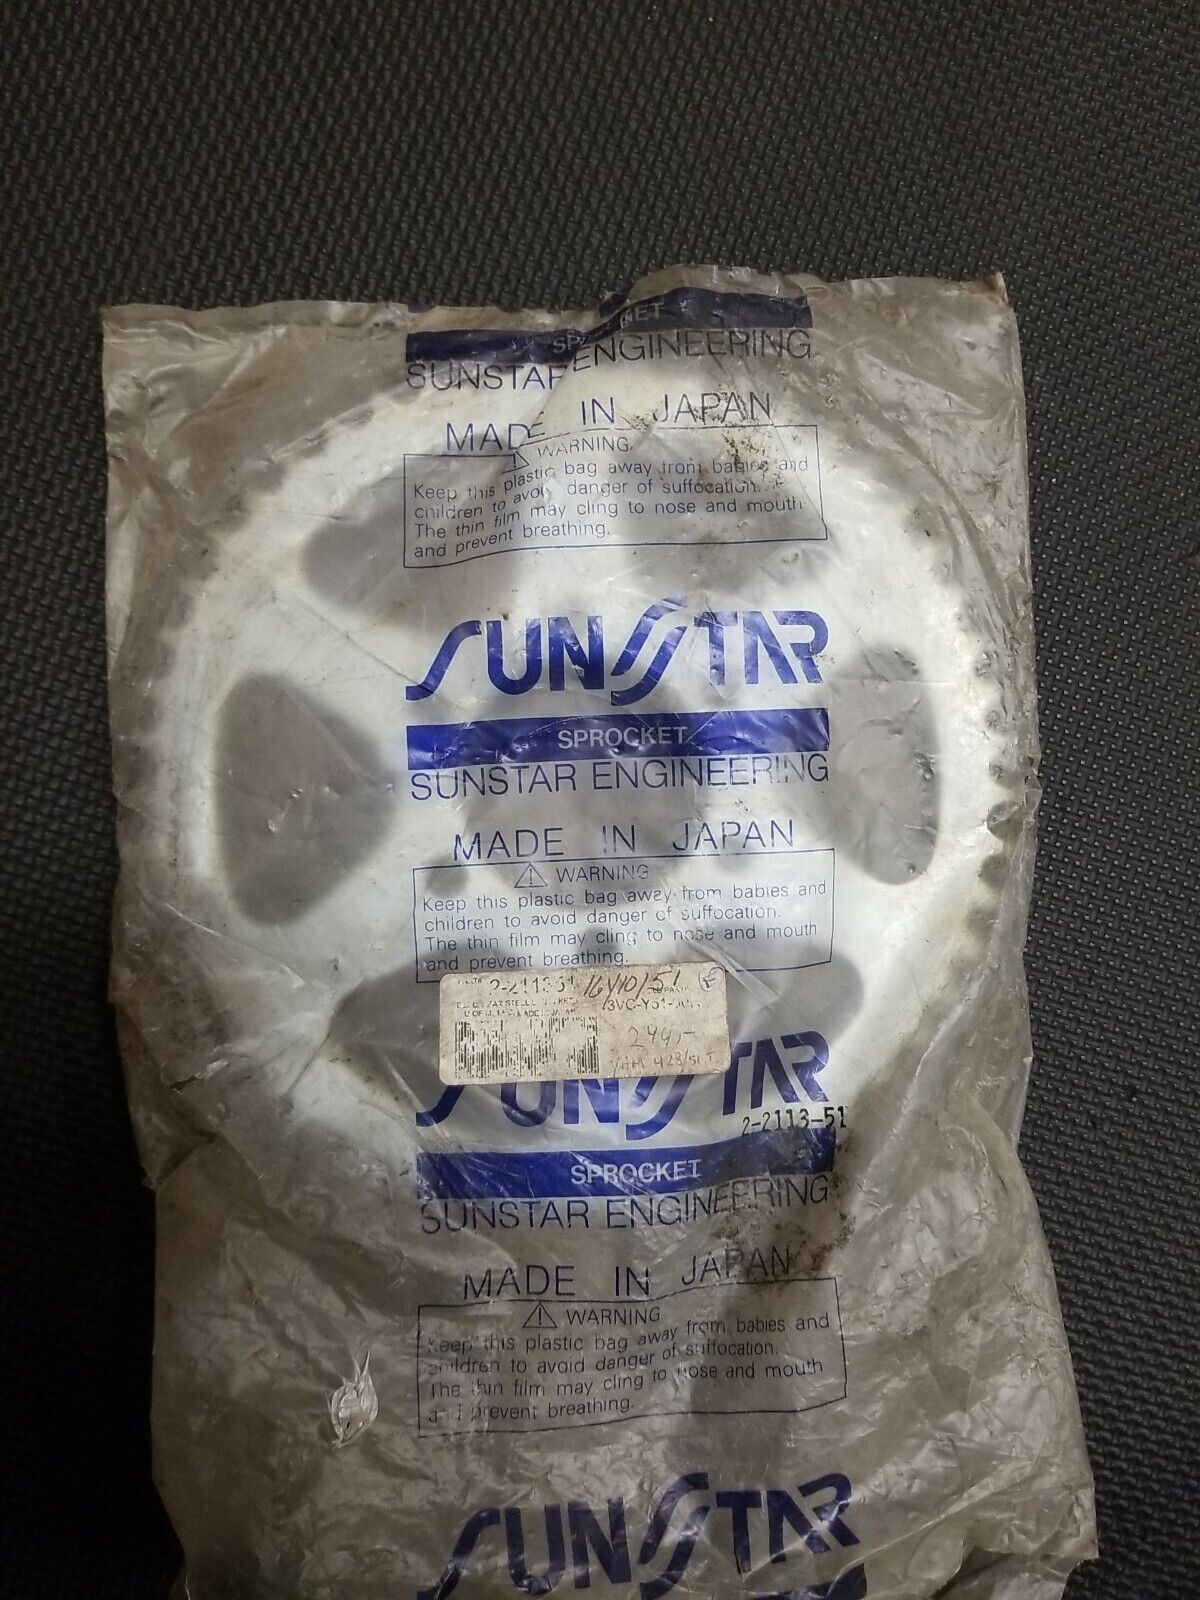 SPROCKET
SUNSTAR ENGINEERING
MADE IN JAPAN
WARNING
Keep this plastic bag away from babies and
children to avoid danger of suffocation.
The thin film may cling to nose and mouth
and prevent breathing.
SUNSTAR
SPROCKET
SUNSTAR ENGINEERING
MADE IN JAPAN
WARNING
Keep this plastic bag away from babies and
children to avoid danger of suffocation.
The thin film may cling to nose and mouth
and prevent breathing.
2-211351
244,-
SUNSTAR
2-2113-51
SPROCKET
SUNSTAR ENGINEERING
MADE IN JAPAN
WARNING
Keep this plastic bag away from babies and
children to avoid danger of suffocation.
The thin film may cling to nose and mouth
and prevent breathing.
SUNSTAR